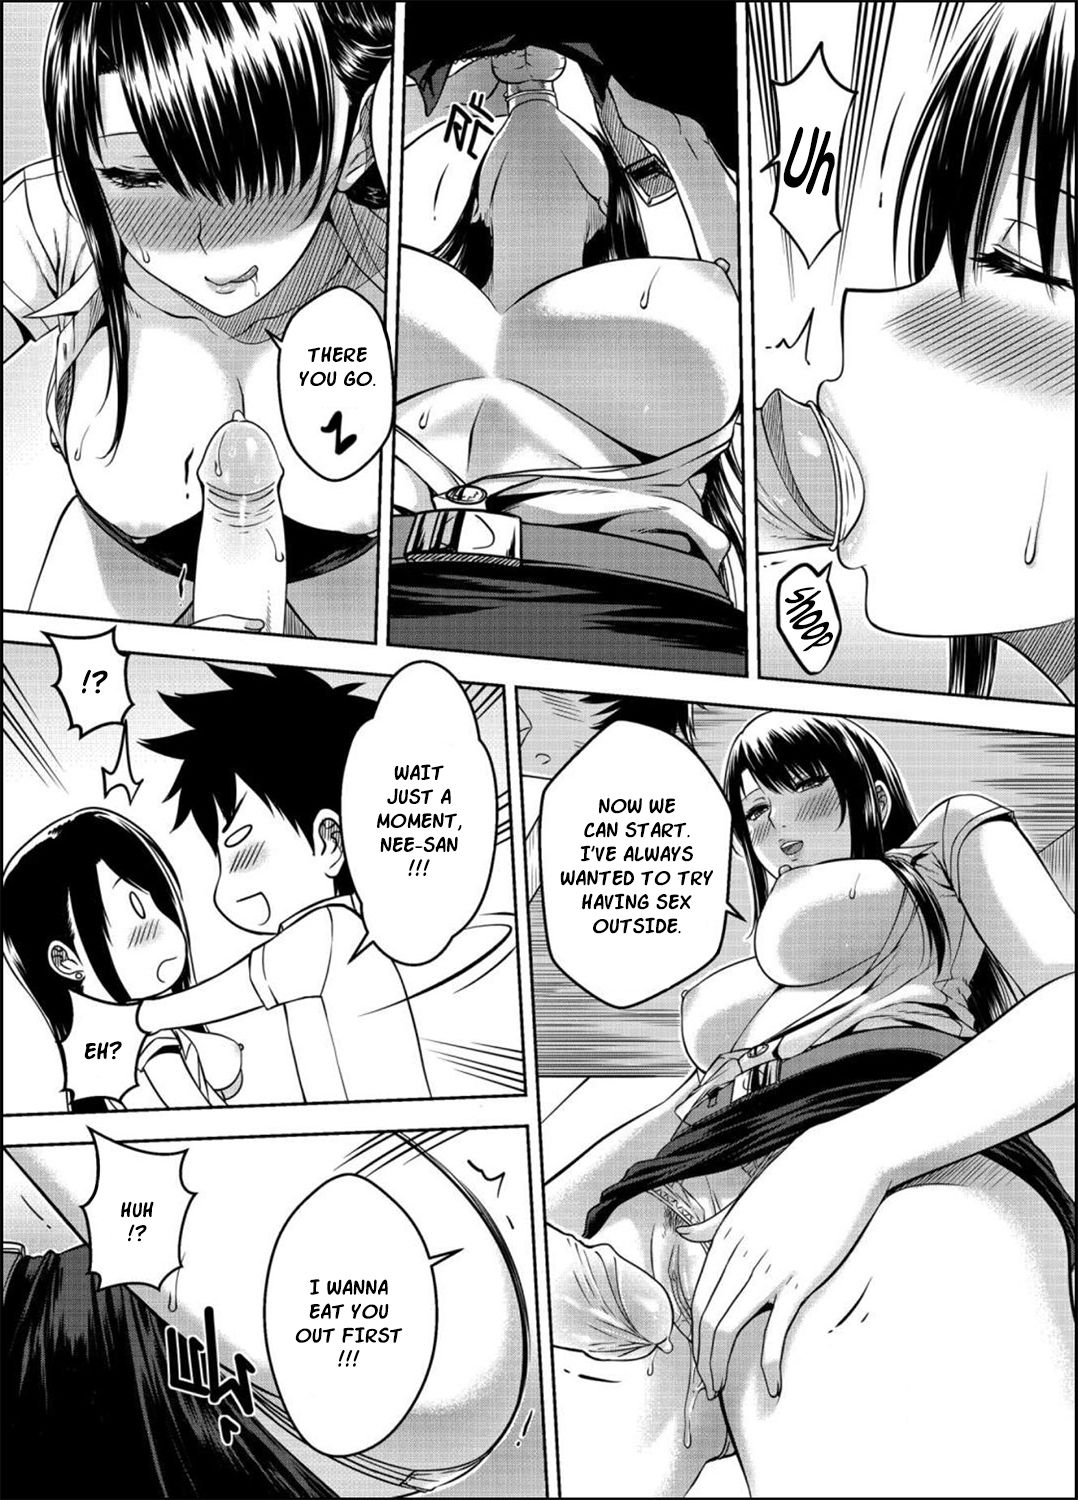 Uh
Shoop
THERE
YOU GO.
NOW WE
CAN START.
I'VE ALWAYS
WANTED TO TRY
HAVING SEX
OUTSIDE.
WAIT
JUST A
MOMENT,
NEE-SAN
!!!
!?
EH?
I WANNA
EAT YOU
OUT FIRST
!!!
HUH
!?